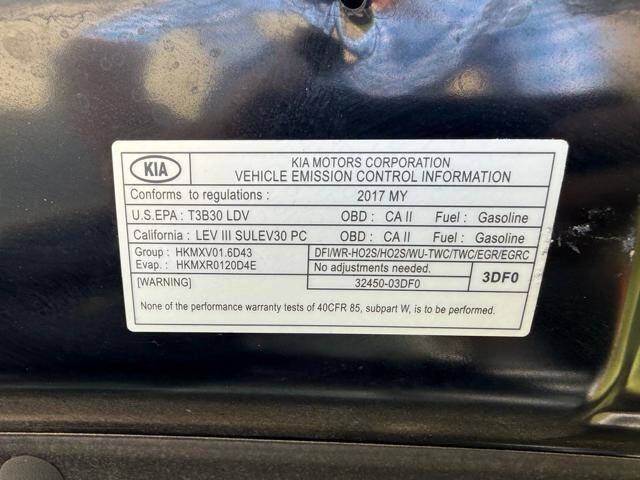 KIA
KIA MOTORS CORPORATION
VEHICLE EMISSION CONTROL INFORMATION
Conforms to regulations : 2017 MY
U.S.EPA : T3B30 LDV OBD : CA II Fuel : Gasoline
California : LEV III SULEV30 PC OBD : CA II Fuel : Gasoline
Group : HKMXV01.6D43 DFI/WR-HO2S/HO2S/WU-TWC/TWC/EGR/EGRC
Evap. : HKMXR0120D4E No adjustments needed. 3DF0
[WARNING] 32450-03DF0
None of the performance warranty tests of 40CFR 85, subpart W, is to be performed.